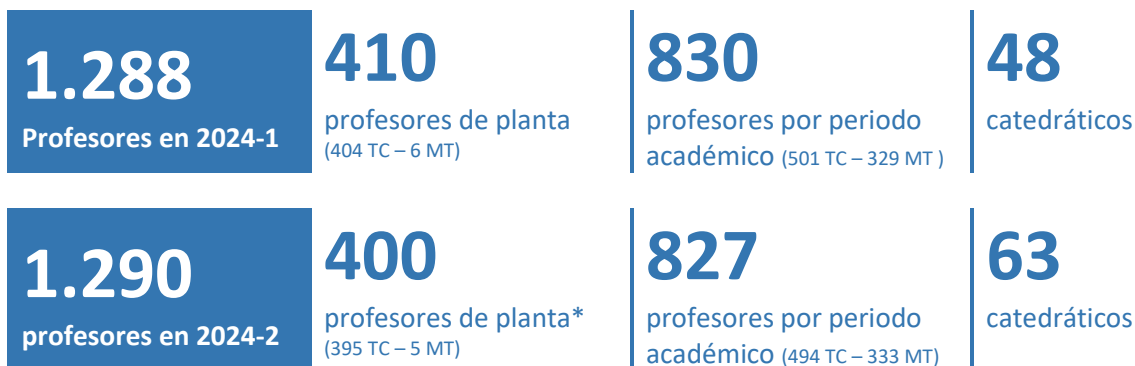 1.288
Profesores en 2024-1
410
profesores de planta
(404 TC – 6 MT)
830
profesores por periodo
académico (501 TC – 329 MT )
48
catedráticos
1.290
profesores en 2024-2
400
profesores de planta*
(395 TC – 5 MT)
827
profesores por periodo
académico (494 TC – 333 MT)
63
catedráticos